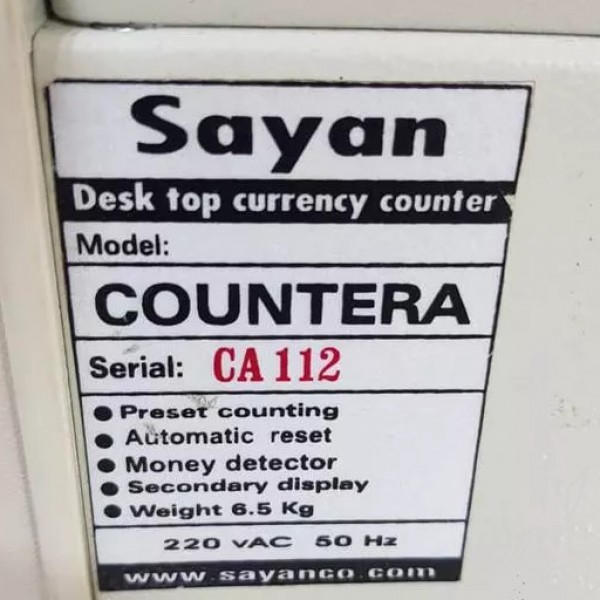 Sayan
Desk top currency counter
Model:
COUNTERA
Serial: CA 112
● Preset counting
● Automatic reset
● Money detector
● Secondary display
● Weight 6.5 Kg
220 vAC 50 Hz
www.sayanco.com